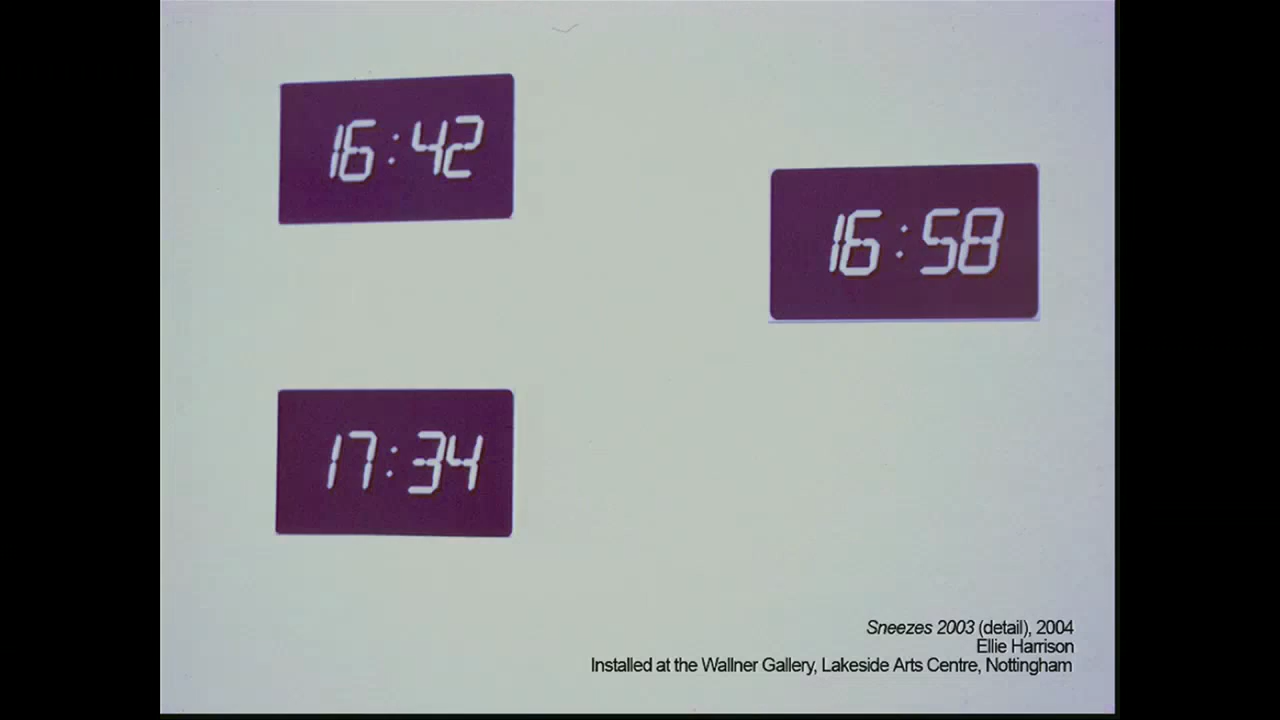 16:42
16:58
17:34
Sneezes 2003 (detail), 2004
Ellie Harrison
Installed at the Wallner Gallery, Lakeside Arts Centre, Nottingham